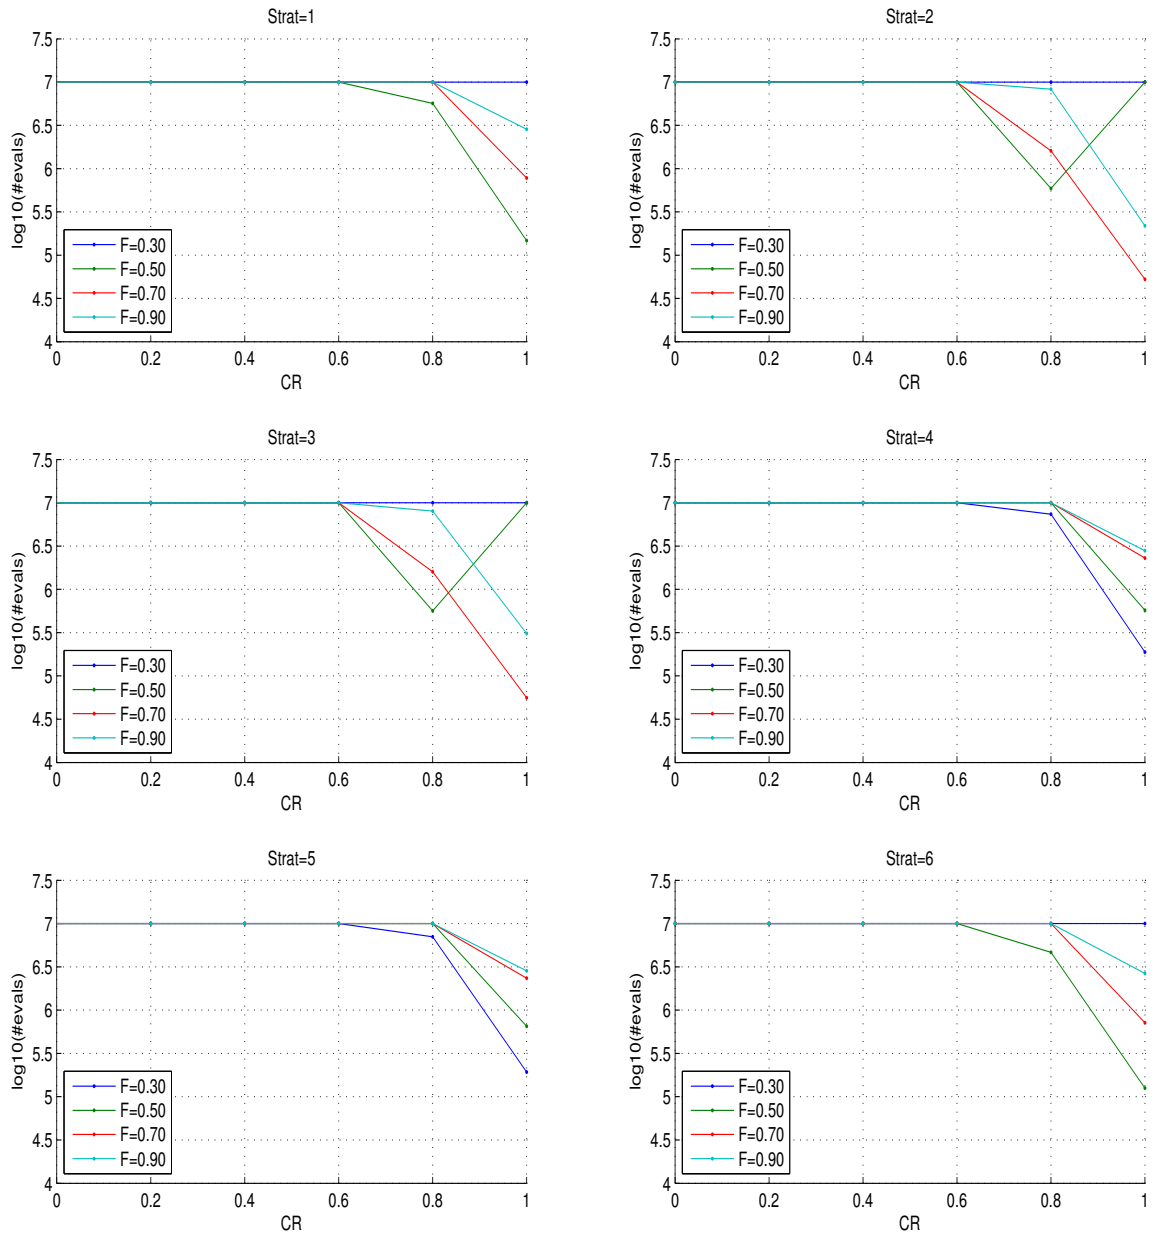 Strat=1
7.5
7
6.5
6
5.5
5
4.5
4
log10(#evals)
F=0.30
F=0.50
F=0.70
F=0.90
0 0.2 0.4 0.6 0.8 1
CR
Strat=2
7.5
7
6.5
6
5.5
5
4.5
4
log10(#evals)
F=0.30
F=0.50
F=0.70
F=0.90
0 0.2 0.4 0.6 0.8 1
CR
Strat=3
7.5
7
6.5
6
5.5
5
4.5
4
log10(#evals)
F=0.30
F=0.50
F=0.70
F=0.90
0 0.2 0.4 0.6 0.8 1
CR
Strat=4
7.5
7
6.5
6
5.5
5
4.5
4
log10(#evals)
F=0.30
F=0.50
F=0.70
F=0.90
0 0.2 0.4 0.6 0.8 1
CR
Strat=5
7.5
7
6.5
6
5.5
5
4.5
4
log10(#evals)
F=0.30
F=0.50
F=0.70
F=0.90
0 0.2 0.4 0.6 0.8 1
CR
Strat=6
7.5
7
6.5
6
5.5
5
4.5
4
log10(#evals)
F=0.30
F=0.50
F=0.70
F=0.90
0 0.2 0.4 0.6 0.8 1
CR